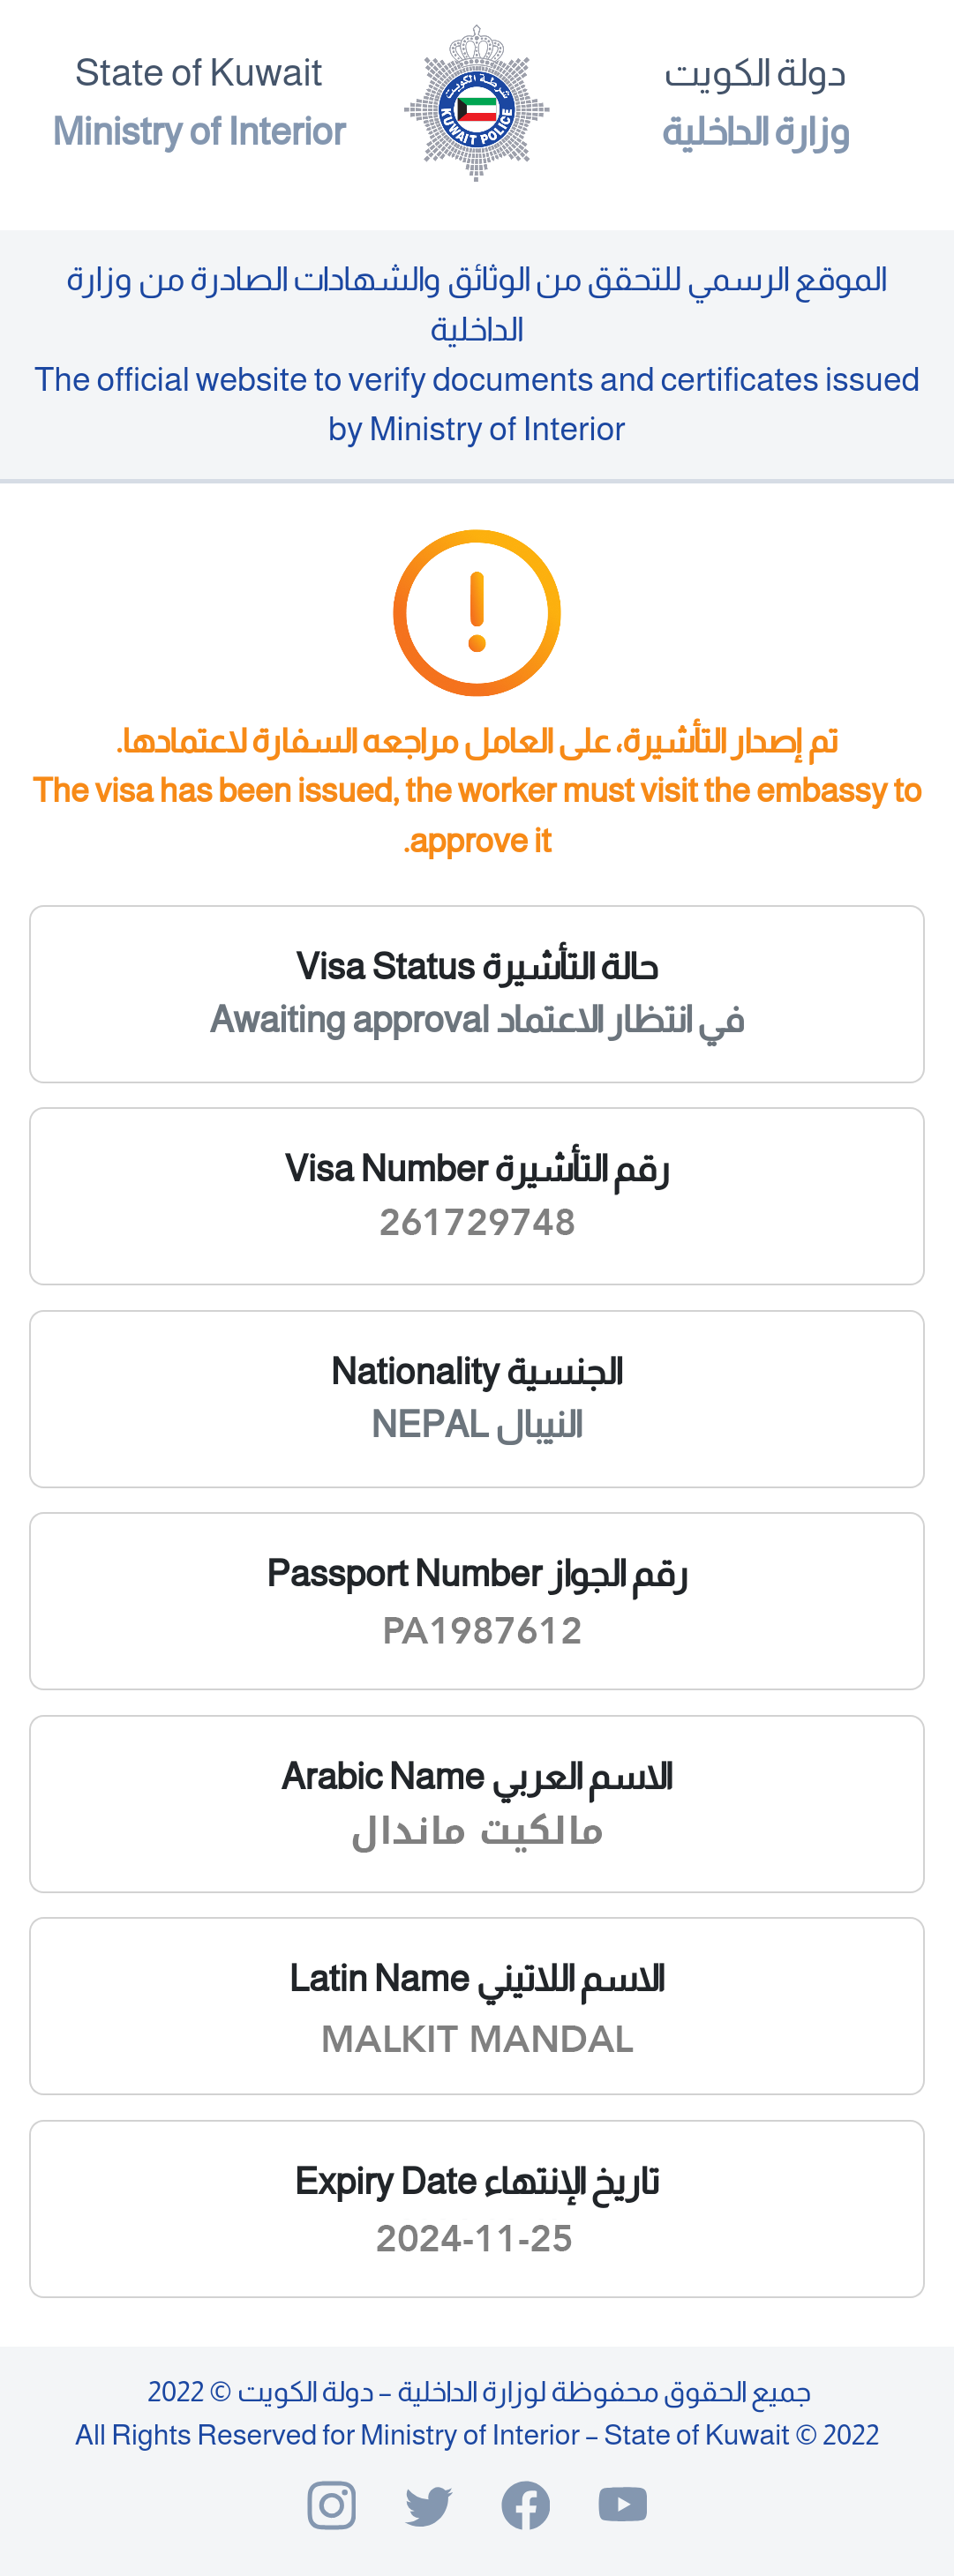 State of Kuwait
Ministry of Interior
شرطة الكويت
KUWAIT POLICE
دولة الكويت
وزارة الداخلية
الموقع الرسمي للتحقق من الوثائق والشهادات الصادرة من وزارة
الداخلية
The official website to verify documents and certificates issued
by Ministry of Interior
تم إصدار التأشيرة، على العامل مراجعه السفارة لاعتمادها.
The visa has been issued, the worker must visit the embassy to
.approve it
Visa Status حالة التأشيرة
Awaiting approval في انتظار الاعتماد
Visa Number رقم التأشيرة
261729748
Nationality الجنسية
NEPAL النيبال
Passport Number رقم الجواز
PA1987612
Arabic Name الاسم العربي
مالكيت ماندال
Latin Name الاسم اللاتيني
MALKIT MANDAL
Expiry Date تاريخ الإنتهاء
2024-11-25
جميع الحقوق محفوظة لوزارة الداخلية – دولة الكويت © 2022
All Rights Reserved for Ministry of Interior – State of Kuwait © 2022